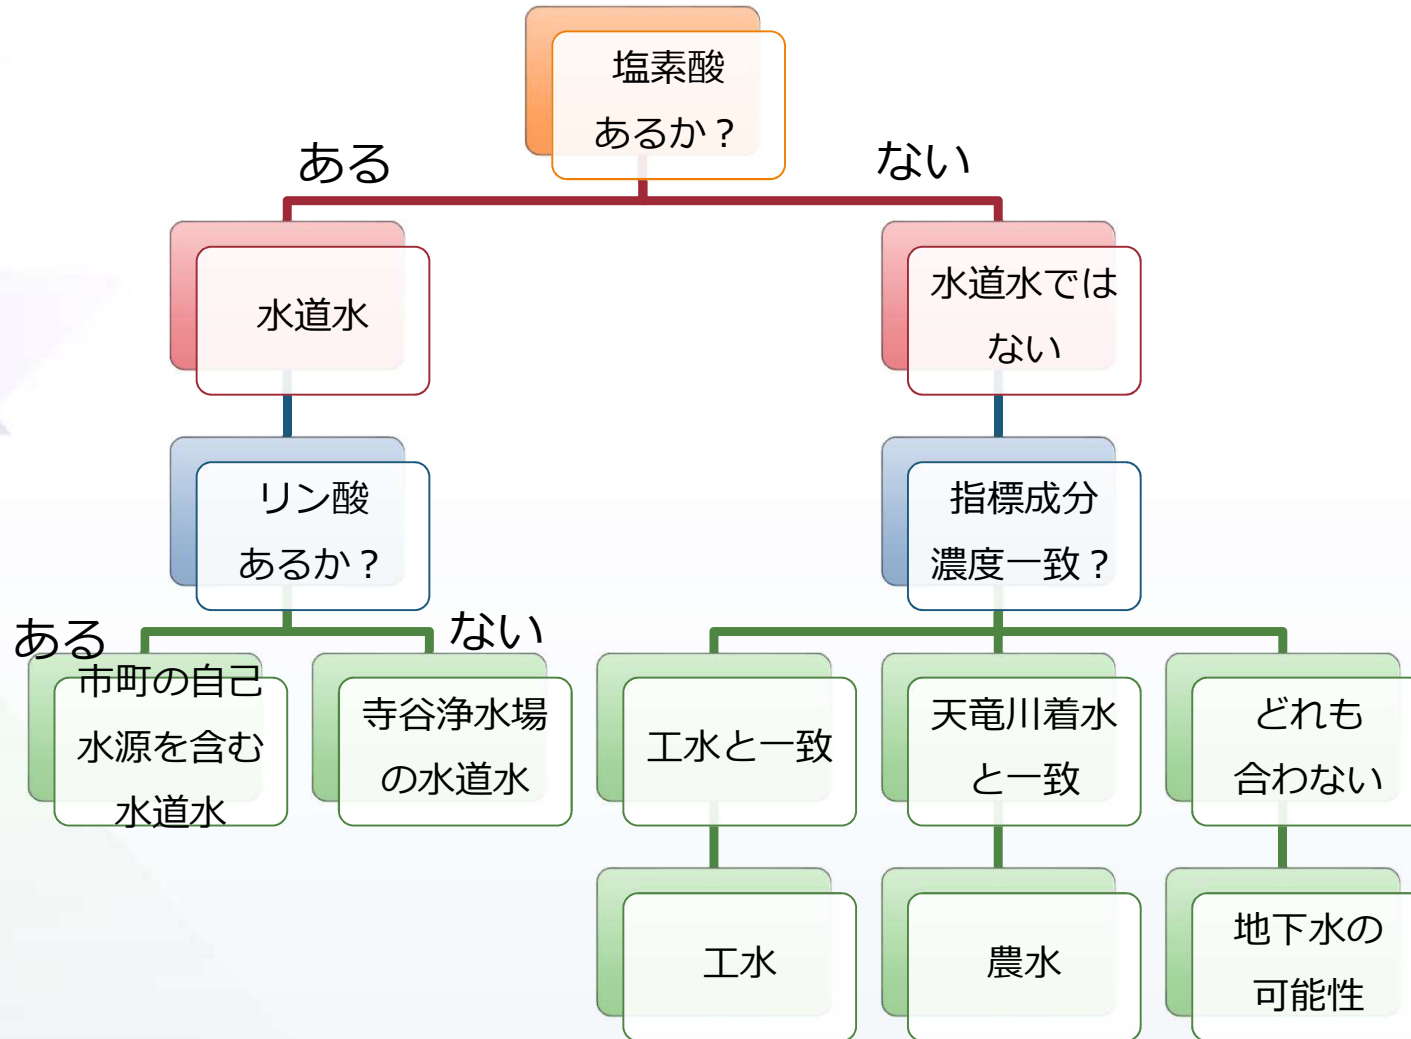 塩素酸
あるか？
ある
ない
水道水
水道水では
ない
リン酸
あるか？
指標成分
濃度一致？
ある
ない
市町の自己
水源を含む
水道水
寺谷浄水場
の水道水
工水と一致
天竜川着水
と一致
どれも
合わない
工水
農水
地下水の
可能性